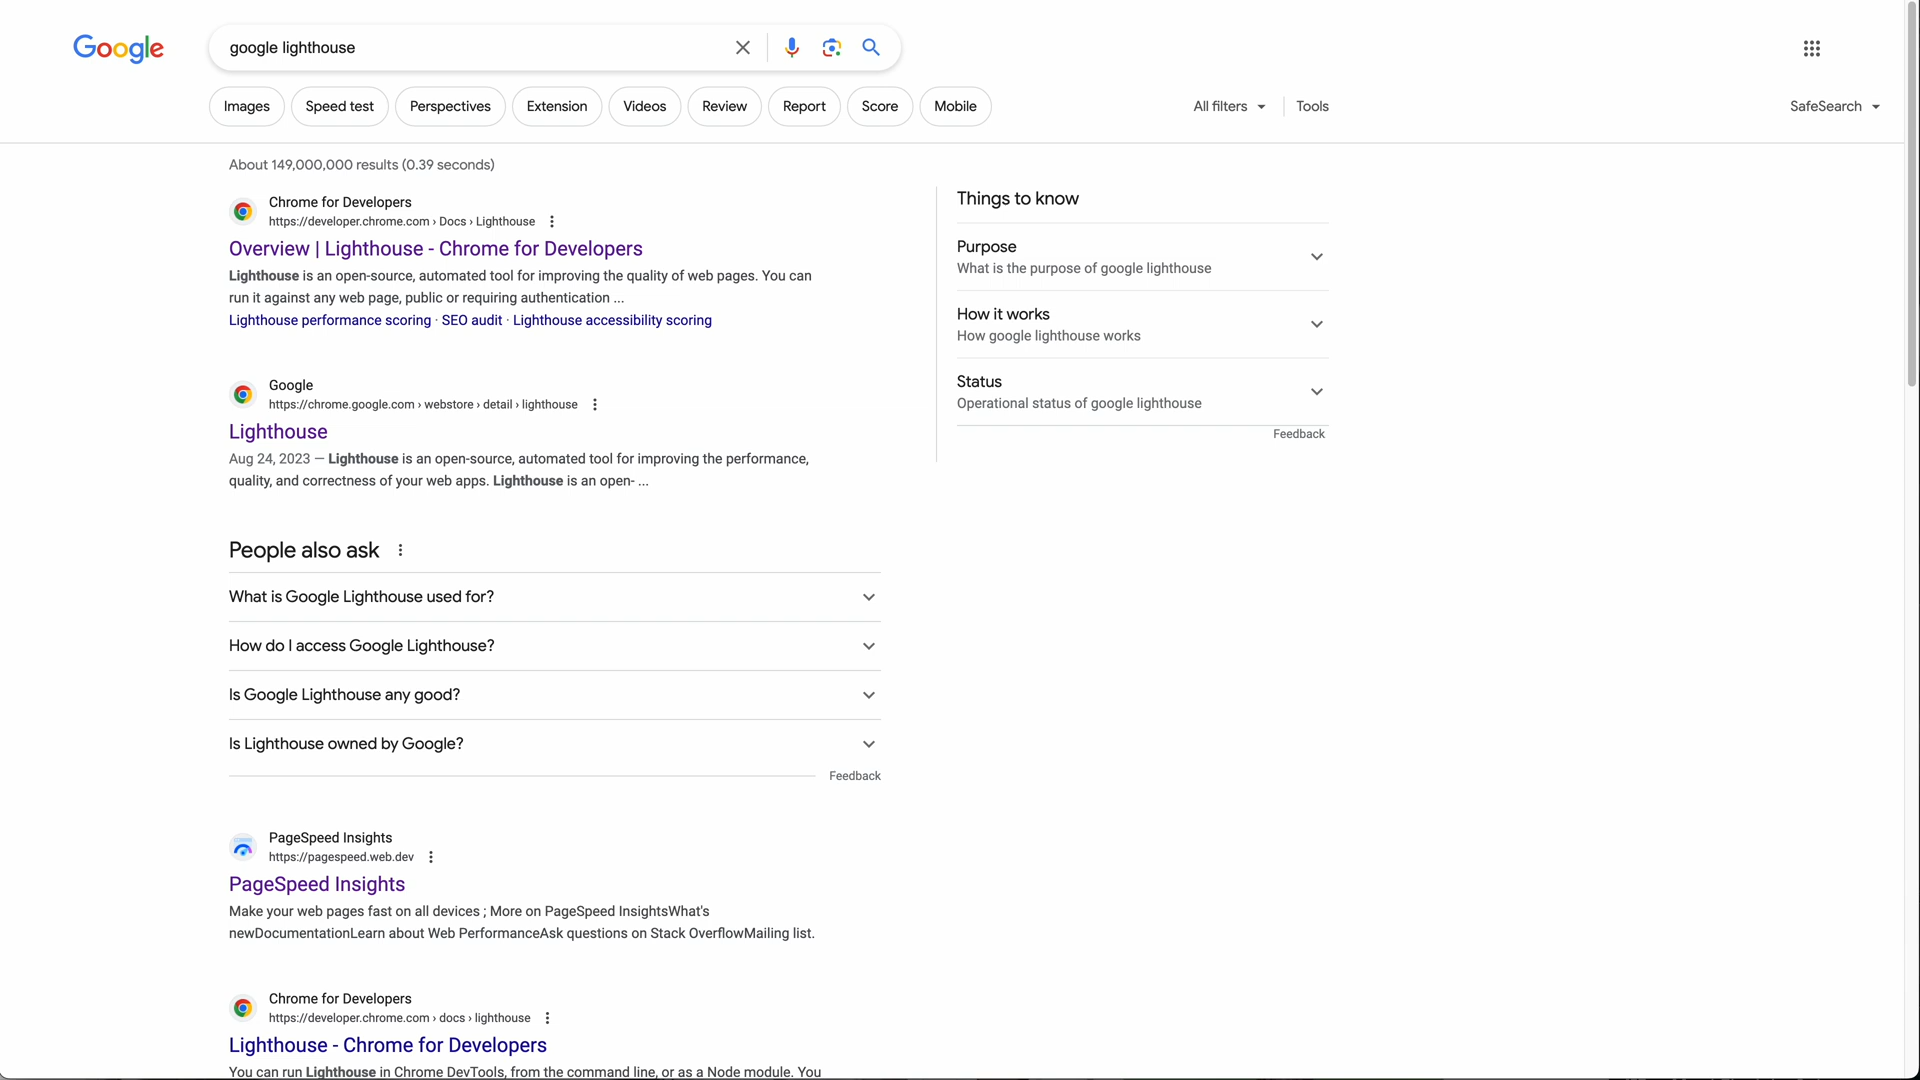 Google
google lighthouse
Images
Speed test
Perspectives
Extension
Videos
Review
Report
Score
Mobile
All filters
Tools
SafeSearch
About 149,000,000 results (0.39 seconds)
Chrome for Developers
https://developer.chrome.com › Docs › Lighthouse
Overview | Lighthouse - Chrome for Developers
Lighthouse is an open-source, automated tool for improving the quality of web pages. You can
run it against any web page, public or requiring authentication ...
Lighthouse performance scoring · SEO audit · Lighthouse accessibility scoring
Google
https://chrome.google.com › webstore › detail › lighthouse
Lighthouse
Aug 24, 2023 — Lighthouse is an open-source, automated tool for improving the performance,
quality, and correctness of your web apps. Lighthouse is an open- ...
People also ask
What is Google Lighthouse used for?
How do I access Google Lighthouse?
Is Google Lighthouse any good?
Is Lighthouse owned by Google?
Feedback
PageSpeed Insights
https://pagespeed.web.dev
PageSpeed Insights
Make your web pages fast on all devices ; More on PageSpeed InsightsWhat's
newDocumentationLearn about Web PerformanceAsk questions on Stack OverflowMailing list.
Chrome for Developers
https://developer.chrome.com › docs › lighthouse
Lighthouse - Chrome for Developers
You can run Lighthouse in Chrome DevTools, from the command line, or as a Node module. You
Things to know
Purpose
What is the purpose of google lighthouse
How it works
How google lighthouse works
Status
Operational status of google lighthouse
Feedback